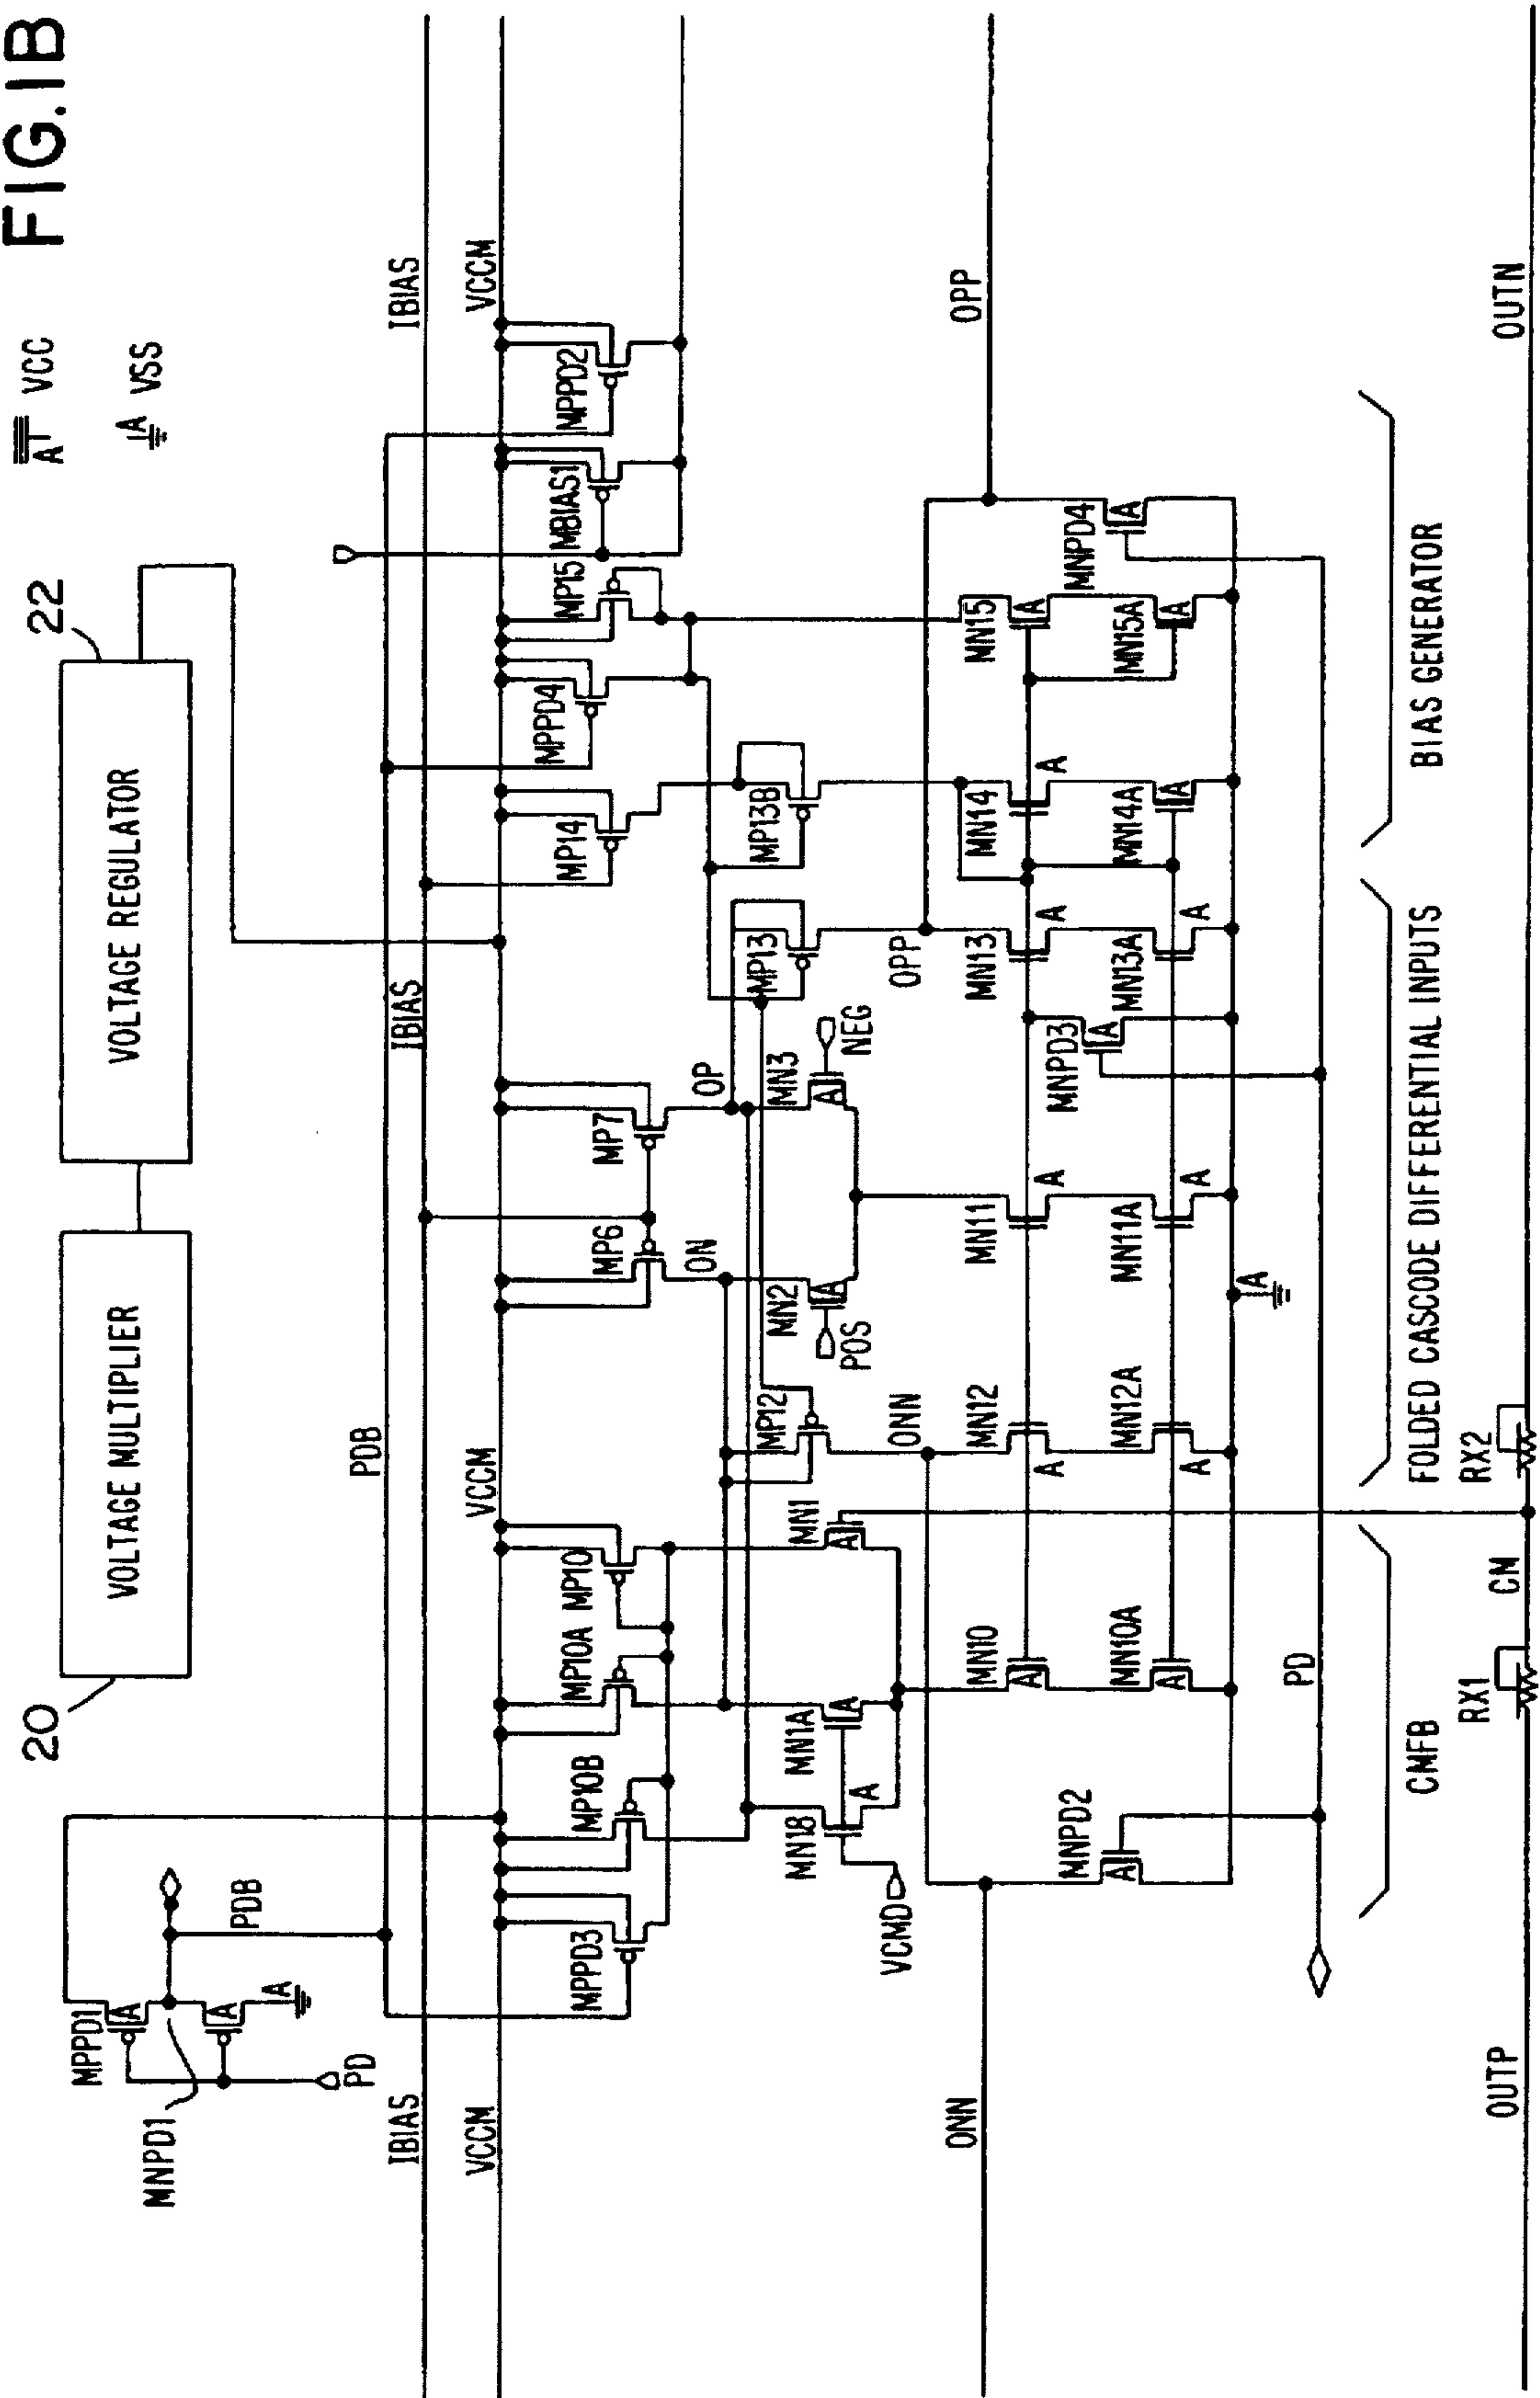 FIG.1B
20
VOLTAGE MULTIPLIER
VOLTAGE REGULATOR
22
A VCC
A VSS
MPPD1
A
A
A
MNPD1
PD
PDB
PDB
IBIAS
IBIAS
IBIAS
VCCM
VCCM
VCCM
MPPD3
MP10B
MP10A
MP10
MP6
MP7
MP14
MPPD4
MP15
MBIAS1
MPPD2
ON
OP
MN18
A
MN1A
A
MN1
A
MP12
MN2
A
MN3
A
MP13
MP13B
VCMD
POS
NEG
ONN
ONN
OPP
OPP
MNPD2
A
MN10
A
MN10A
A
MN12
A
MN12A
A
MN11
A
MN11A
A
MNPD3
A
MN13
A
MN13A
A
MN14
A
MN14A
A
MN15
A
MN15A
A
MNPD4
A
A
PD
CMFB
FOLDED CASCODE DIFFERENTIAL INPUTS
BIAS GENERATOR
OUTP
RX1
CM
RX2
OUTN